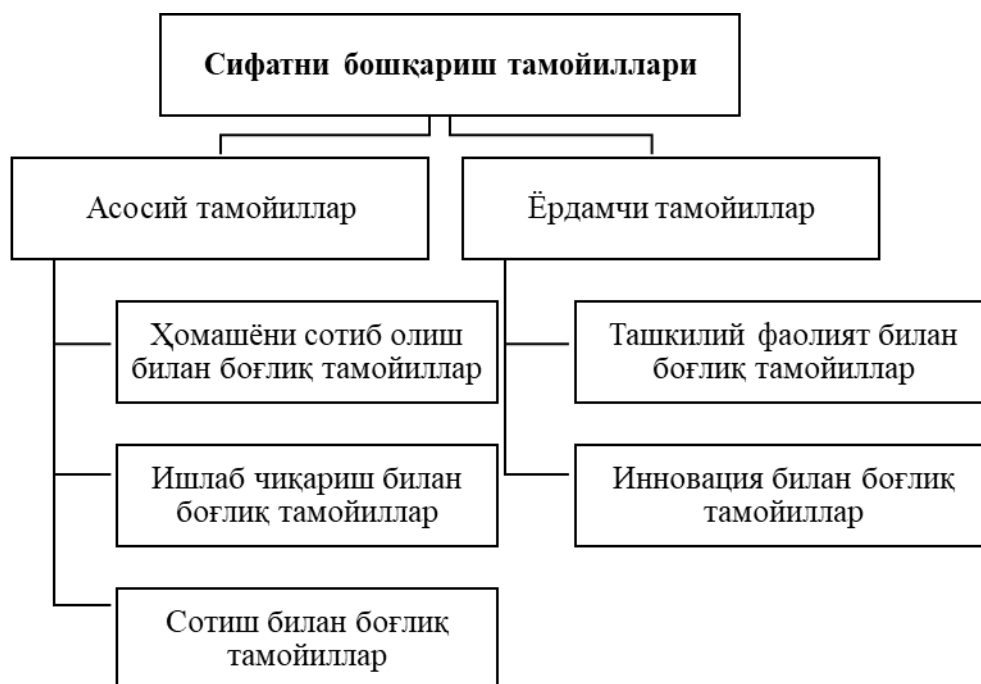 Сифатни бошқариш тамойиллари
Асосий тамойиллар
Ёрдамчи тамойиллар
Ҳомашёни сотиб олиш
билан боғлиқ тамойиллар
Ташкилий фаолият билан
боғлиқ тамойиллар
Ишлаб чиқариш билан
боғлиқ тамойиллар
Инновация билан боғлиқ
тамойиллар
Сотиш билан боғлиқ
тамойиллар